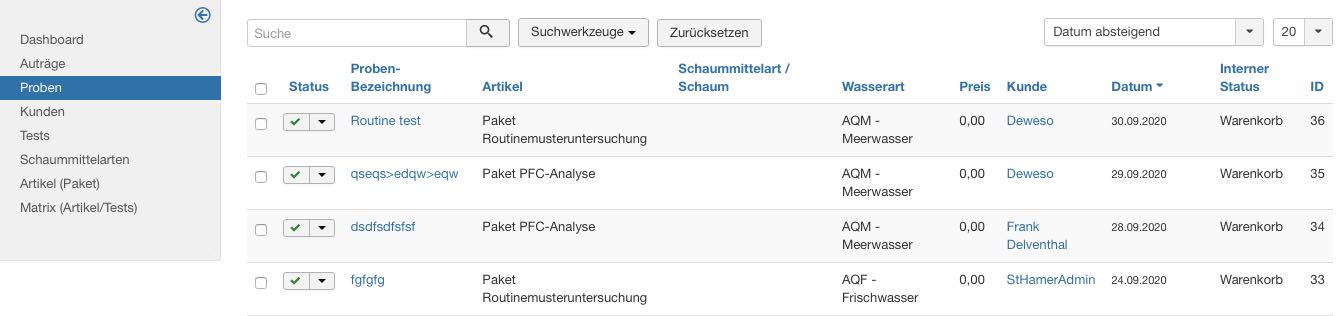 Dashboard
Auträge
Proben
Kunden
Tests
Schaummittelarten
Artikel (Paket)
Matrix (Artikel/Tests)
Suche
Suchwerkzeuge
Zurücksetzen
Datum absteigend
20
Status
Proben-
Bezeichnung
Artikel
Schaummittelart /
Schaum
Wasserart
Preis
Kunde
Datum
Interner
Status
ID
Routine test
Paket
Routinemusteruntersuchung
AQM -
Meerwasser
0,00
Deweso
30.09.2020
Warenkorb
36
qseqs>edqw>eqw
Paket PFC-Analyse
AQM -
Meerwasser
0,00
Deweso
29.09.2020
Warenkorb
35
dsdfsdfsfsf
Paket PFC-Analyse
AQM -
Meerwasser
0,00
Frank
Delventhal
28.09.2020
Warenkorb
34
fgfgfg
Paket
Routinemusteruntersuchung
AQF -
Frischwasser
0,00
StHamerAdmin
24.09.2020
Warenkorb
33